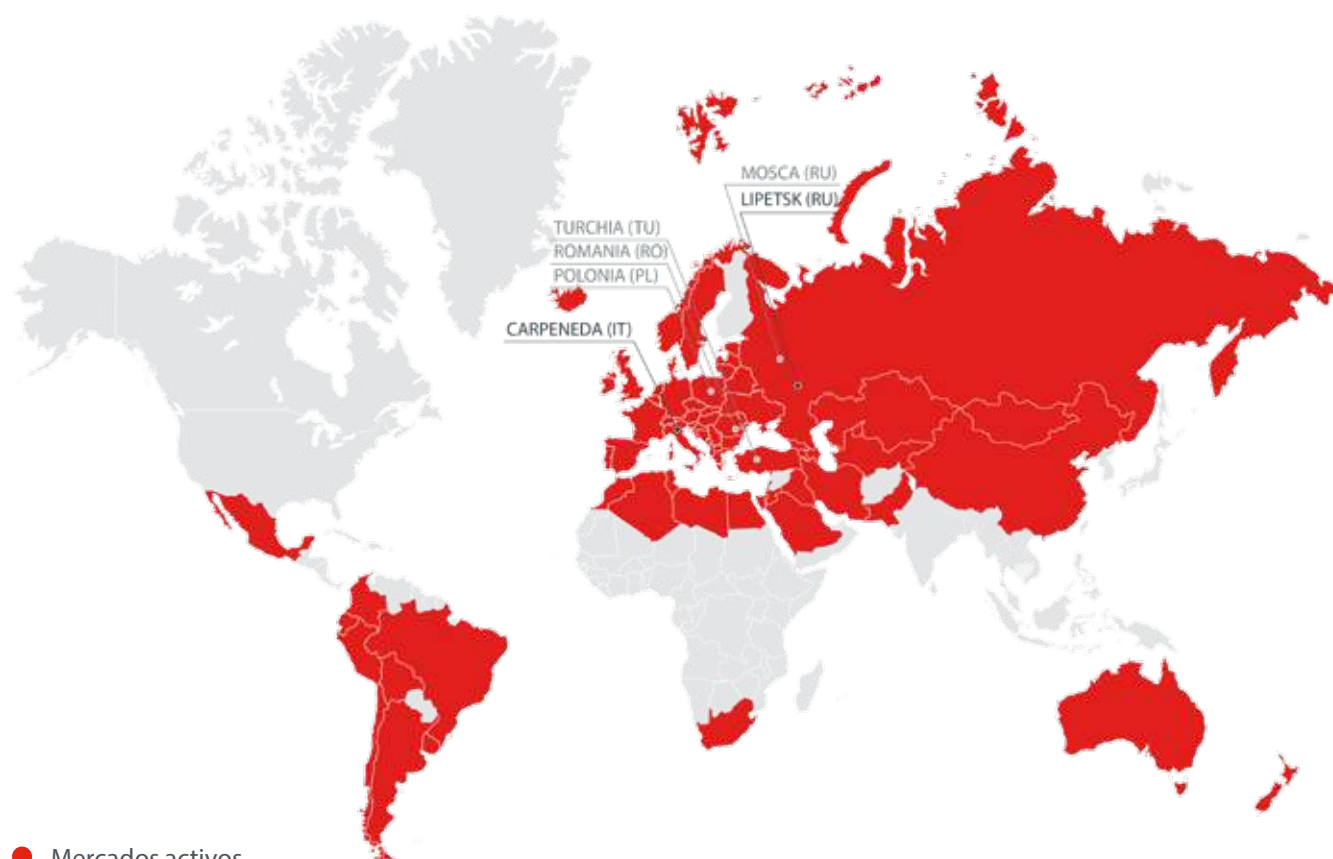 MOSCA (RU)
LIPETSK (RU)
TURCHIA (TU)
ROMANIA (RO)
POLONIA (PL)
CARPENEDA (IT)
Mercados activos